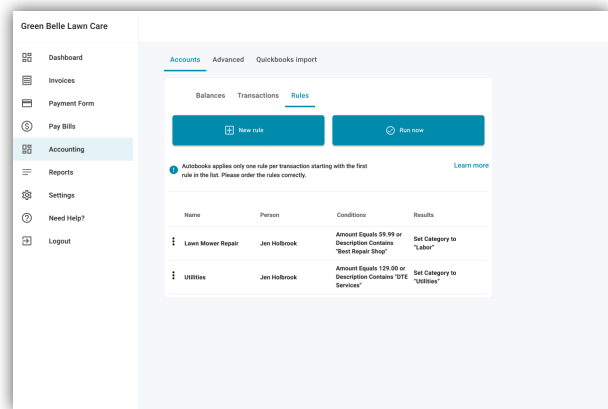 Green Belle Lawn Care
Dashboard
Invoices
Payment Form
Pay Bills
Accounting
Reports
Settings
Need Help?
Logout
Accounts Advanced Quickbooks import
Balances Transactions Rules
New rule Run now
Autobooks applies only one rule per transaction starting with the first Learn more
rule in the list. Please order the rules correctly.
Name Person Conditions Results
Lawn Mower Repair Jen Holbrook
Amount Equals 59.99 or
Description Contains
"Best Repair Shop"
Set Category to
"Labor"
Utilities Jen Holbrook
Amount Equals 129.00 or
Description Contains "DTE
Services"
Set Category to
"Utilities"